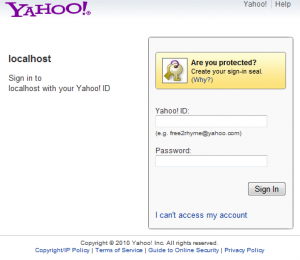 YAHOO!
Yahoo! | Help
localhost
Sign in to
localhost with your Yahoo! ID
Are you protected?
Create your sign-in seal.
(Why?)
Yahoo! ID:
(e.g. free2rhyme@yahoo.com)
Password:
Sign In
I can't access my account
Copyright © 2010 Yahoo! Inc. All rights reserved.
Copyright/IP Policy | Terms of Service | Guide to Online Security | Privacy Policy